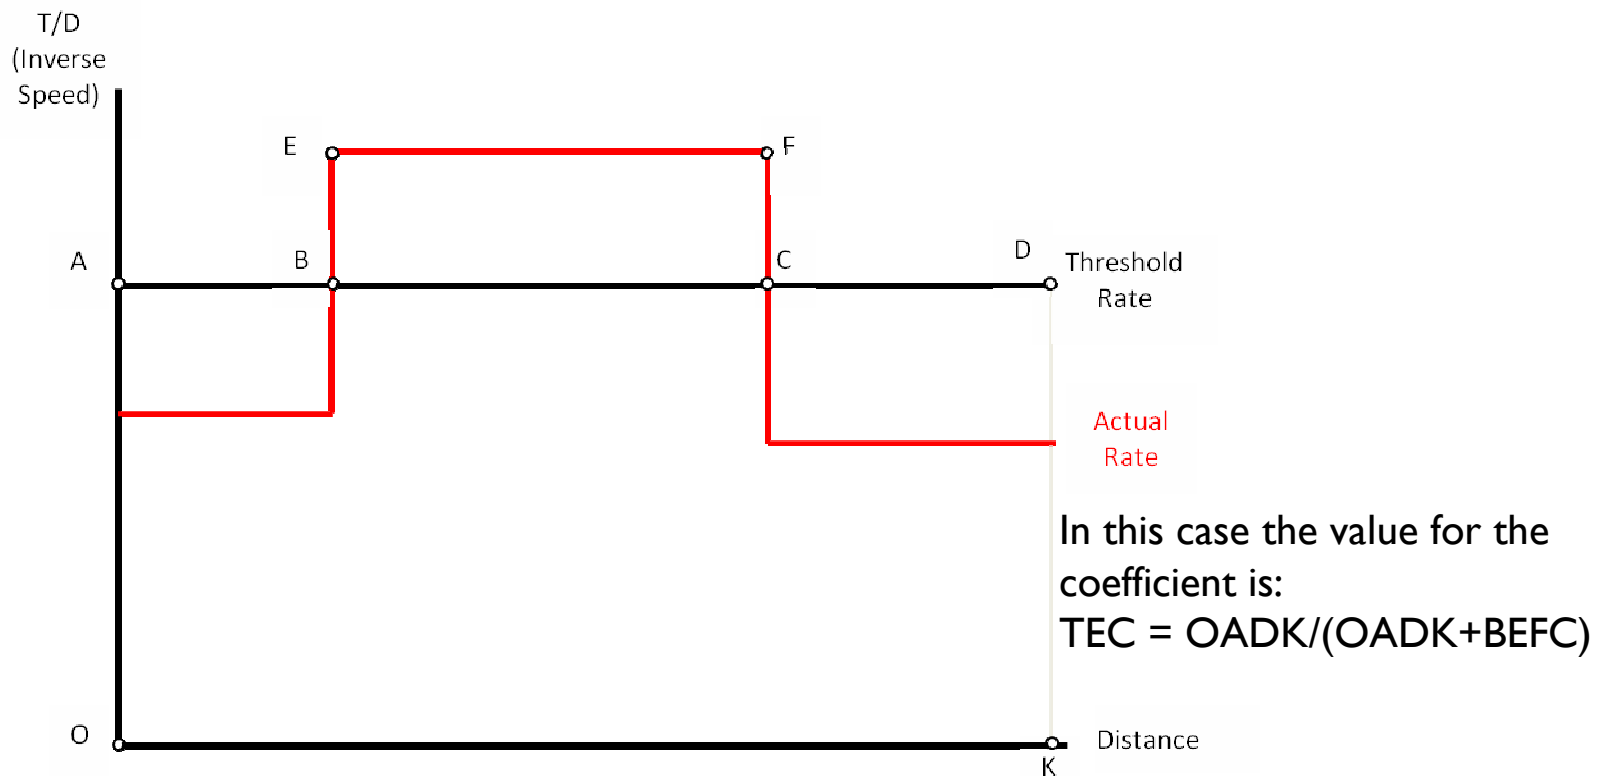 T/D
(Inverse
Speed)
E
F
A
B
C
D
Threshold
Rate
Actual
Rate
In this case the value for the
coefficient is:
TEC = OADK/(OADK+BEFC)
O
Distance
K